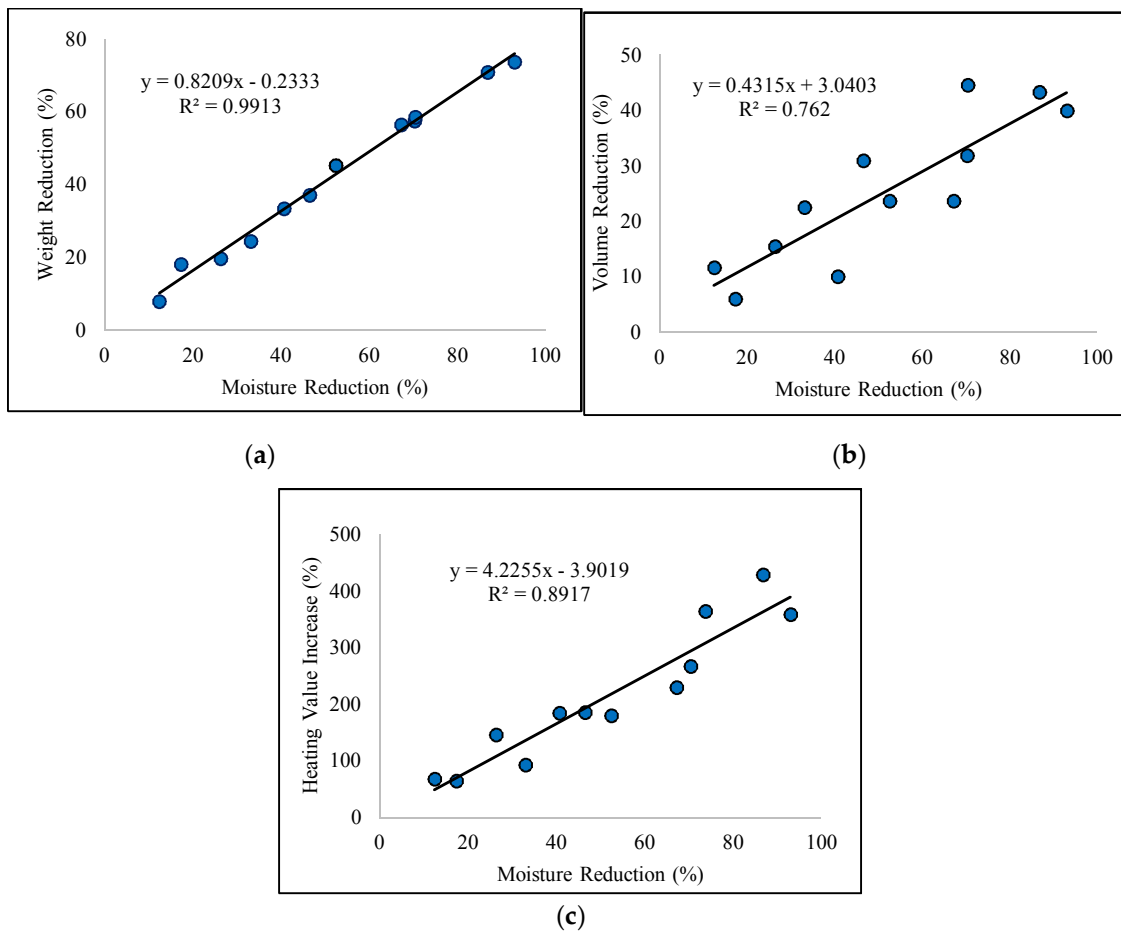 80
60
40
20
0
0 20 40 60 80 100
Weight Reduction (%)
Moisture Reduction (%)
y = 0.8209x - 0.2333
R² = 0.9913
(a)
50
40
30
20
10
0
0 20 40 60 80 100
Volume Reduction (%)
Moisture Reduction (%)
y = 0.4315x + 3.0403
R² = 0.762
(b)
500
400
300
200
100
0
0 20 40 60 80 100
Heating Value Increase (%)
Moisture Reduction (%)
y = 4.2255x - 3.9019
R² = 0.8917
(c)